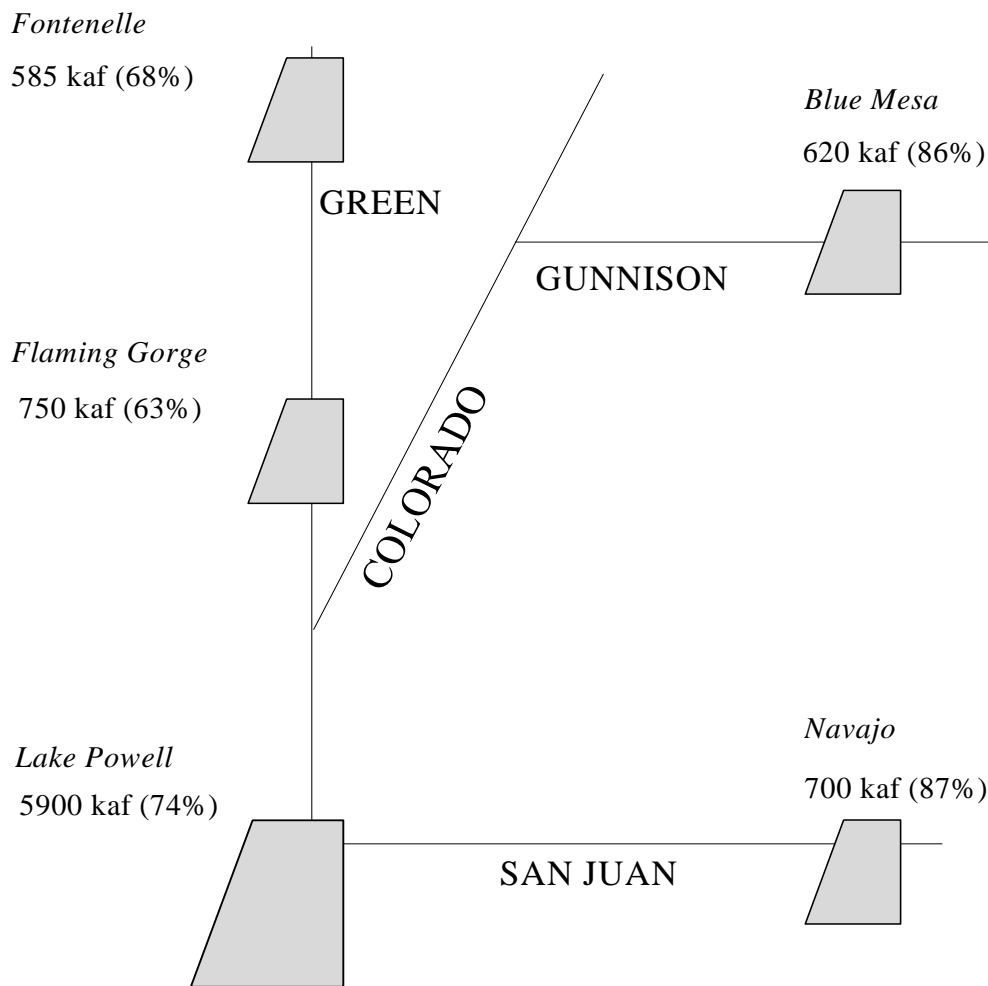 Fontenelle
585 kaf (68%)
Blue Mesa
620 kaf (86%)
GREEN
GUNNISON
Flaming Gorge
750 kaf (63%)
COLORADO
Lake Powell
5900 kaf (74%)
Navajo
700 kaf (87%)
SAN JUAN